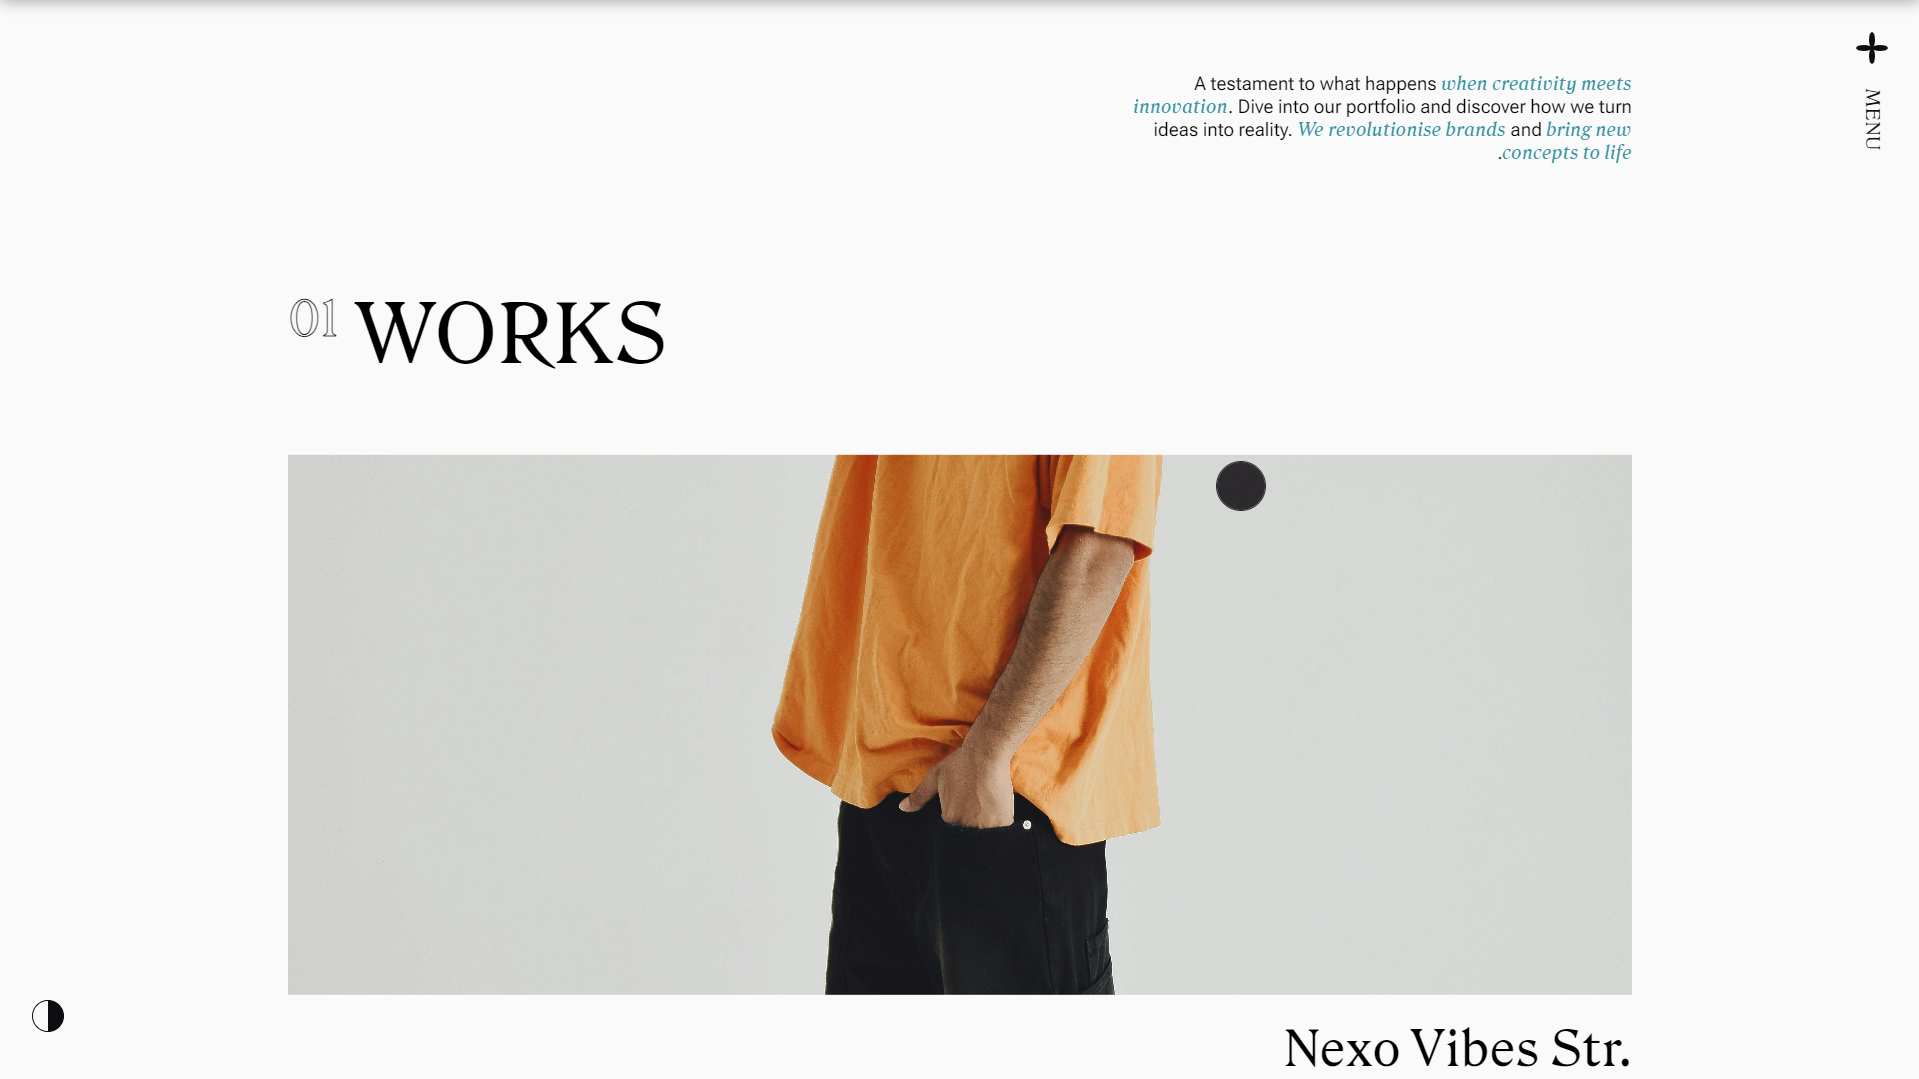 A testament to what happens when creativity meets
innovation. Dive into our portfolio and discover how we turn
ideas into reality. We revolutionise brands and bring new
.concepts to life
MENU
01 WORKS
Nexo Vibes Str.